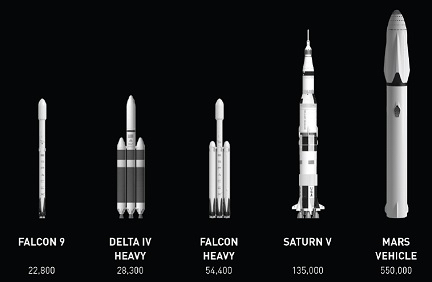 FALCON 9
22,800
DELTA IV
HEAVY
28,300
FALCON
HEAVY
54,400
SATURN V
135,000
MARS
VEHICLE
550,000